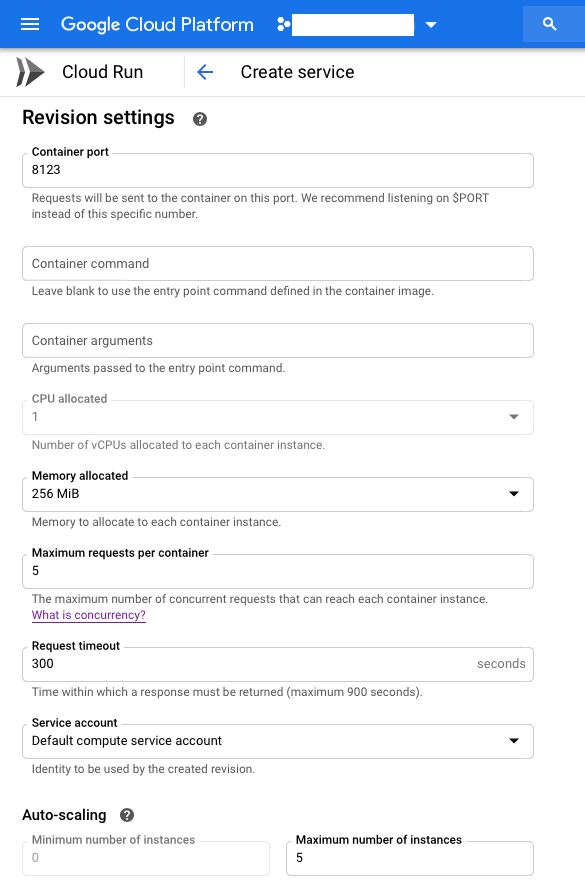 Google Cloud Platform
Cloud Run
Create service
Revision settings
Container port
8123
Requests will be sent to the container on this port. We recommend listening on $PORT
instead of this specific number.
Container command
Leave blank to use the entry point command defined in the container image.
Container arguments
Arguments passed to the entry point command.
CPU allocated
1
Number of vCPUs allocated to each container instance.
Memory allocated
256 MiB
Memory to allocate to each container instance.
Maximum requests per container
5
The maximum number of concurrent requests that can reach each container instance.
What is concurrency?
Request timeout
300 seconds
Time within which a response must be returned (maximum 900 seconds).
Service account
Default compute service account
Identity to be used by the created revision.
Auto-scaling
Minimum number of instances
0
Maximum number of instances
5